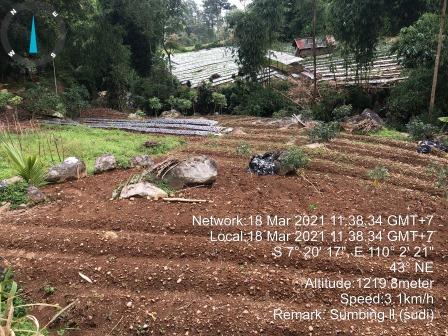 N
Network:18 Mar 2021 11.38.34 GMT+7
Local:18 Mar 2021 11.38.34 GMT+7
S 7° 20' 17", E 110° 2' 21"
43° NE
Altitude:1219.8meter
Speed:3.1km/h
Remark: Sumbing-II (sudi)